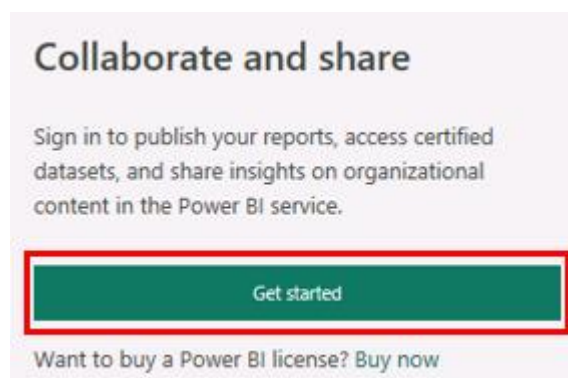 Collaborate and share
Sign in to publish your reports, access certified
datasets, and share insights on organizational
content in the Power BI service.
Get started
Want to buy a Power BI license? Buy now